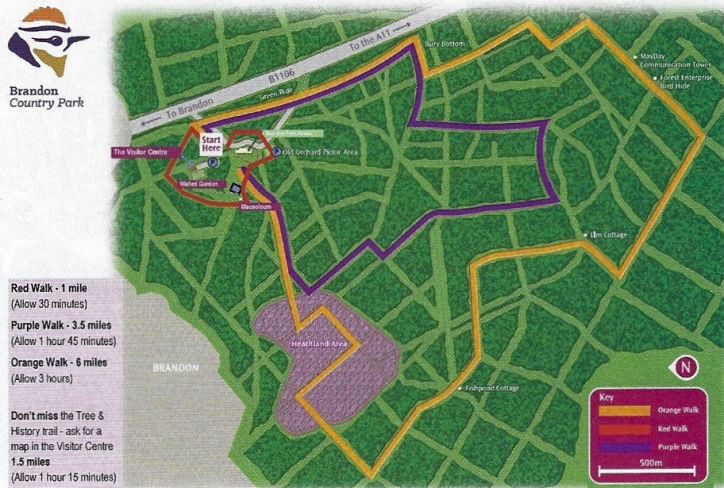 Brandon
Country Park
To the A11
B1106
To Brandon
Green Ride
Bury Bottom
MayDay
Communication Tower
Forest Enterprise
Bird Hide
Start
Here
The Visitor Centre
P
P
Old Orchard Picnic Area
Walled Garden
Mausoleum
Elm Cottage
Heathland Area
Fishpond Cottage
BRANDON
N
Red Walk - 1 mile
(Allow 30 minutes)
Purple Walk - 3.5 miles
(Allow 1 hour 45 minutes)
Orange Walk - 6 miles
(Allow 3 hours)
Don't miss the Tree &
History trail - ask for a
map in the Visitor Centre
1.5 miles
(Allow 1 hour 15 minutes)
Key
Orange Walk
Red Walk
Purple Walk
500m